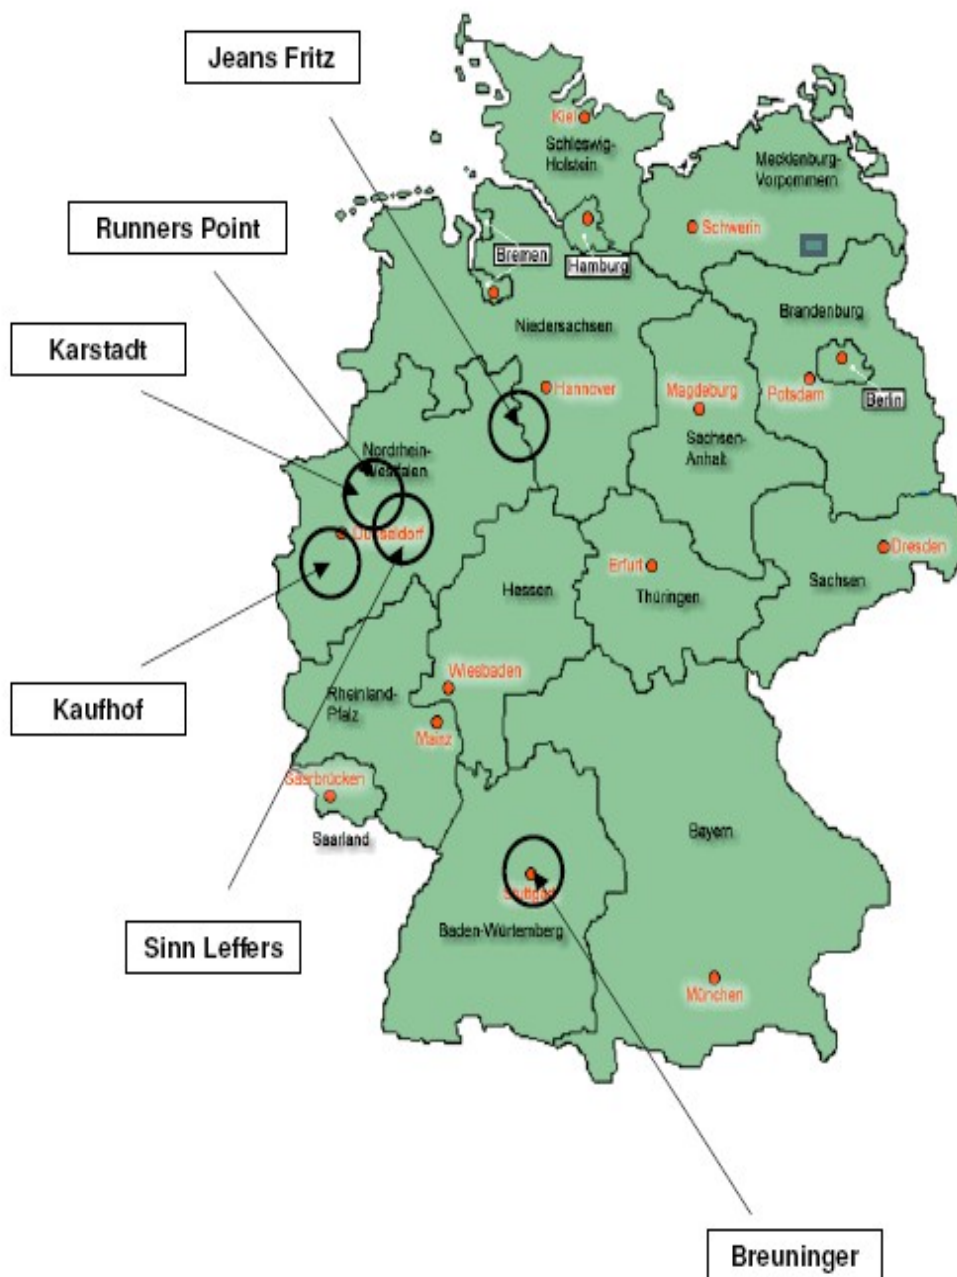 Jeans Fritz
Kiel
Schleswig-
Holstein
Mecklenburg-
Vorpommern
Runners Point
Schwerin
Bremen
Hamburg
Brandenburg
Niedersachsen
Karstadt
Hannover
Magdeburg
Potsdam
Berlin
Sachsen-
Anhalt
Nordrhein-
Westfalen
Düsseldorf
Dresden
Erfurt
Hessen
Thüringen
Sachsen
Kaufhof
Wiesbaden
Rheinland-
Pfalz
Mainz
Saarbrücken
Saarland
Bayern
Stuttgart
Baden-Würtemberg
Sinn Leffers
München
Breuninger